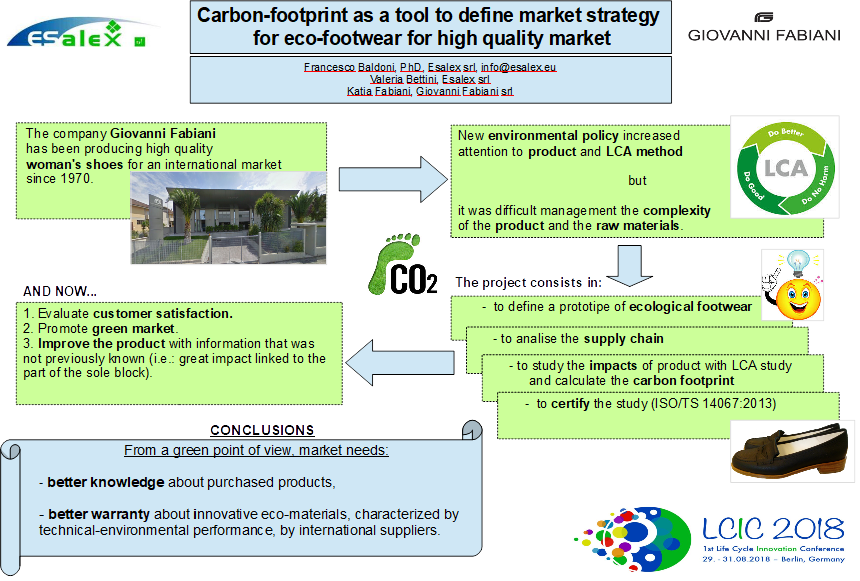 ESalex
Carbon-footprint as a tool to define market strategy
for eco-footwear for high quality market
GIOVANNI FABIANI
Francesco Baldoni, PhD, Esalex srl, info@esalex.eu
Valeria Bettini, Esalex srl
Katia Fabiani, Giovanni Fabiani srl
The company Giovanni Fabiani
has been producing high quality
woman's shoes for an international market
since 1970.
New environmental policy increased
attention to product and LCA method
but
it was difficult management the complexity
of the product and the raw materials.
Do Better
LCA
Do Good
Do No Harm
CO2
The project consists in:
- to define a prototipe of ecological footwear
- to analise the supply chain
- to study the impacts of product with LCA study
and calculate the carbon footprint
- to certify the study (ISO/TS 14067:2013)
AND NOW...
1. Evaluate customer satisfaction.
2. Promote green market.
3. Improve the product with information that was
not previously known (i.e.: great impact linked to the
part of the sole block).
CONCLUSIONS
From a green point of view, market needs:
- better knowledge about purchased products,
- better warranty about innovative eco-materials, characterized by
technical-environmental performance, by international suppliers.
LCIC 2018
1st Life Cycle Innovation Conference
29. - 31.08.2018 – Berlin, Germany